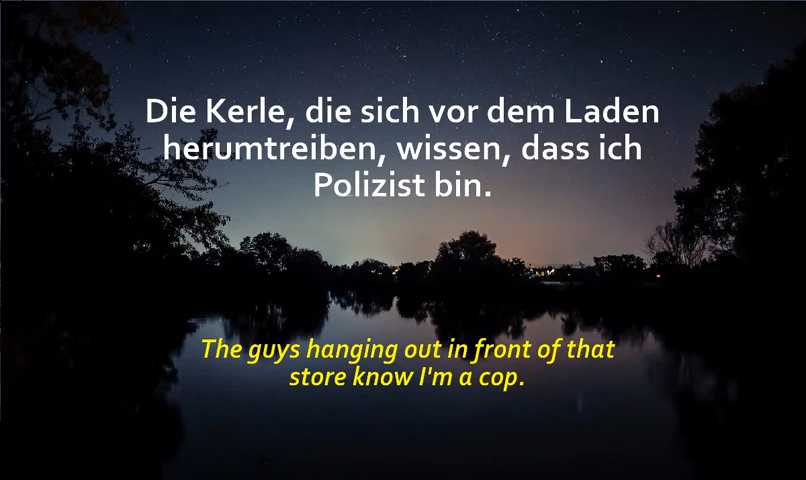 Die Kerle, die sich vor dem Laden
herumtreiben, wissen, dass ich
Polizist bin.
The guys hanging out in front of that
store know I'm a cop.